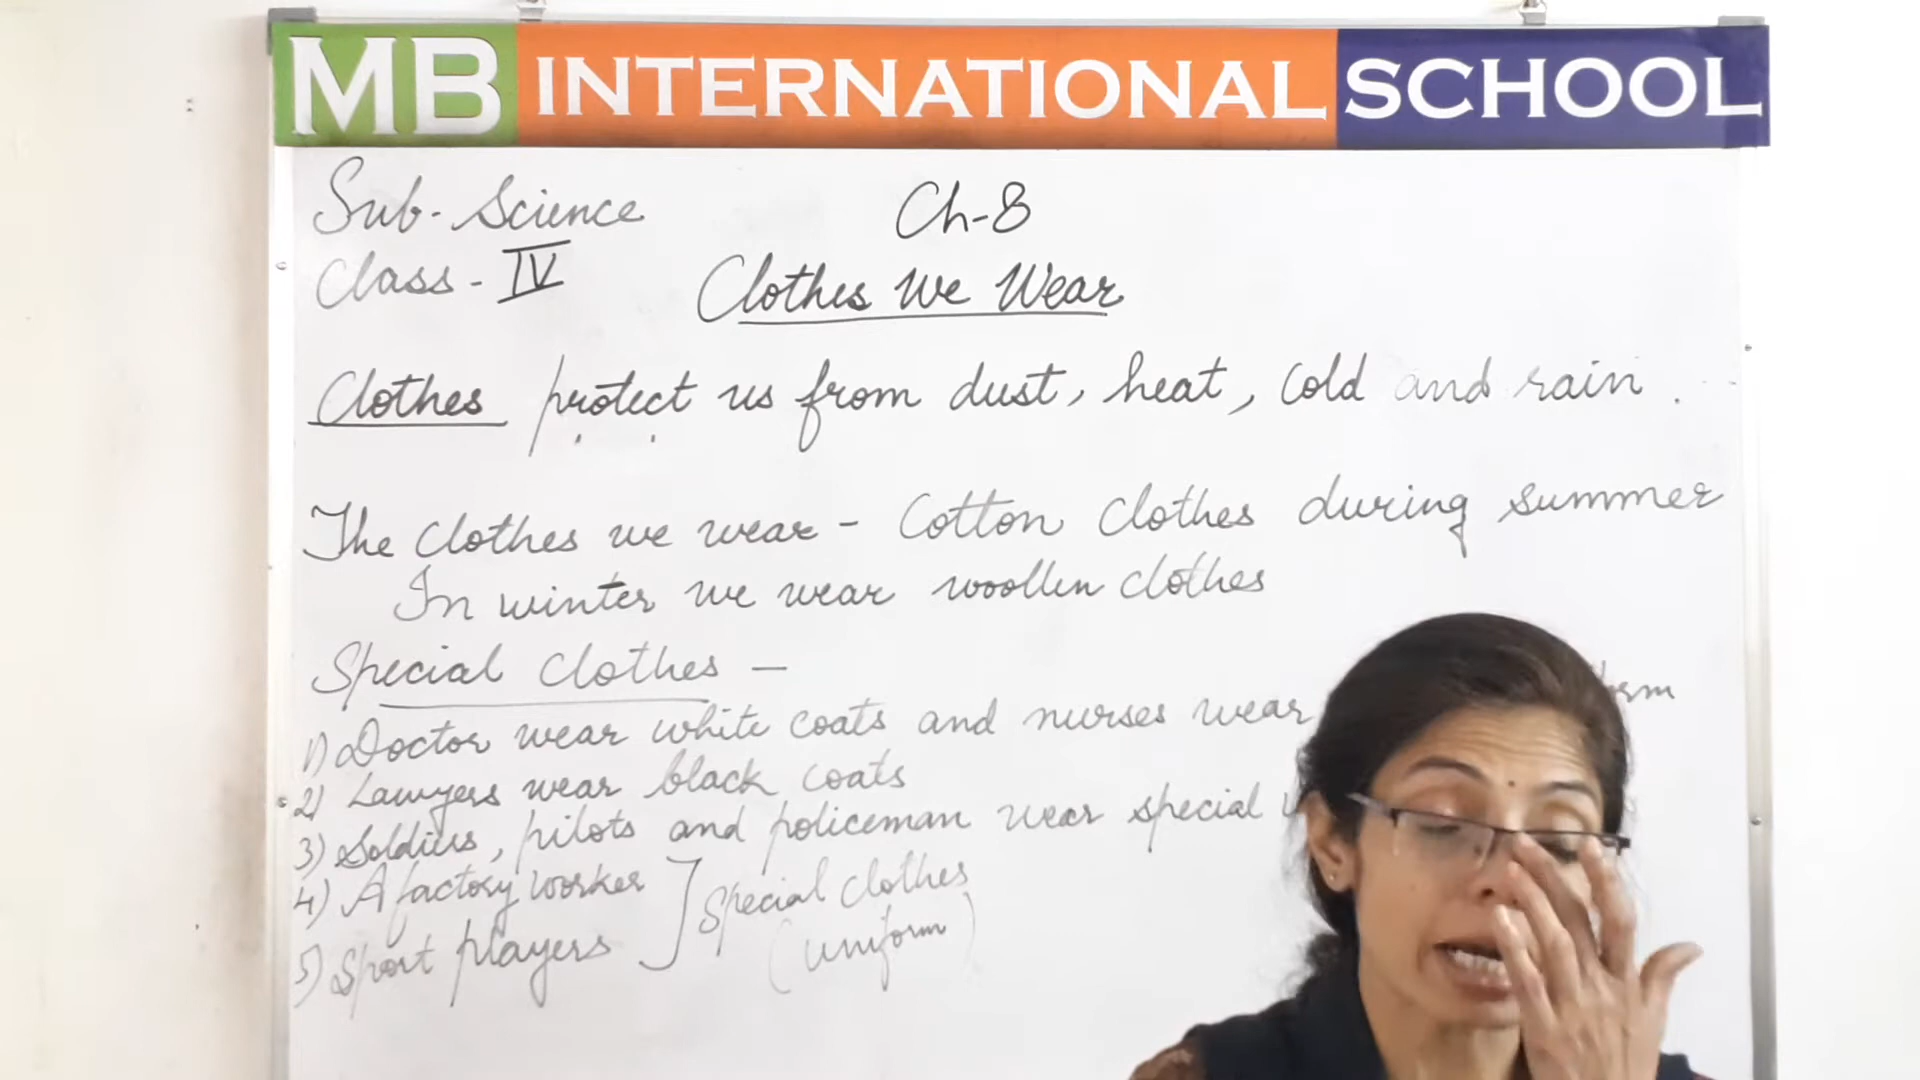 MB INTERNATIONAL SCHOOL
Sub - Science
Ch-8
Class - IV
Clothes We Wear
Clothes protect us from dust, heat, cold and rain.
The clothes we wear - Cotton clothes during summer
In winter we wear woollen clothes
Special clothes -
1) Doctor wear white coats and nurses wear
2) Lawyers wear black coats
3) Soldiers, pilots and policeman wear special
4) A factory worker
5) Sport players
] Special clothes
(uniform)